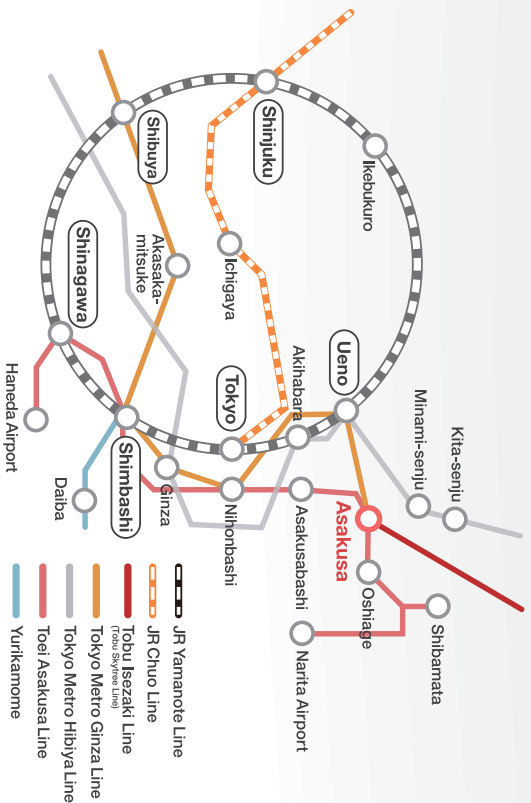 Ikebukuro
Shinjuku
Shibuya
Ichigaya
Akasaka-
mitsuke
Shinagawa
Haneda Airport
Ueno
Akihabara
Tokyo
Shimbashi
Daiba
Ginza
Nihonbashi
Minami-senju
Kita-senju
Asakusa
Asakusabashi
Oshiage
Shibamata
Narita Airport
JR Yamanote Line
JR Chuo Line
Tobu Isezaki Line
(Tobu Skytree Line)
Tokyo Metro Ginza Line
Tokyo Metro Hibiya Line
Toei Asakusa Line
Yurikamome